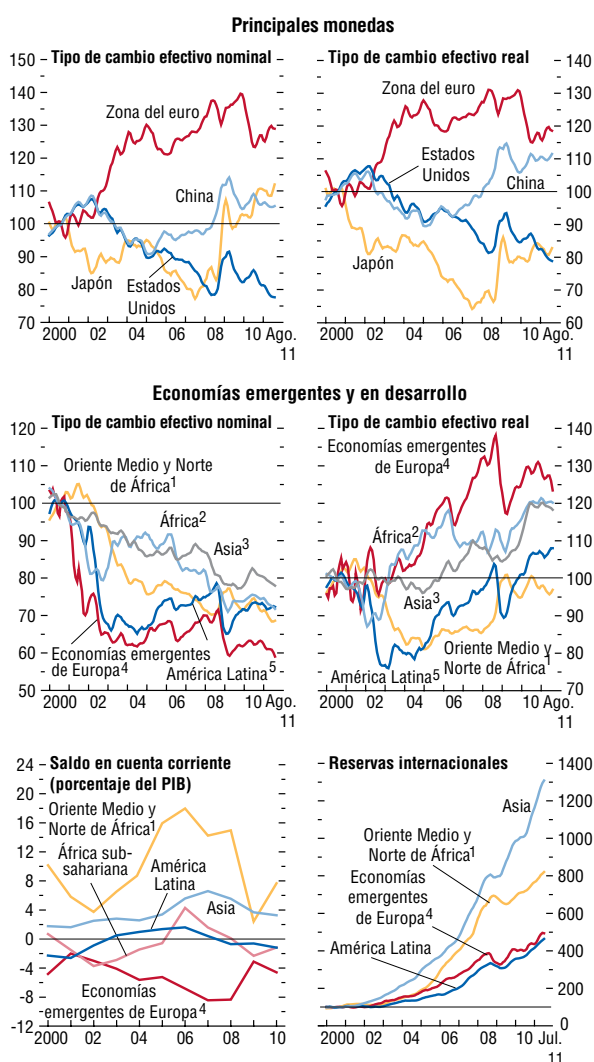 Principales monedas
Tipo de cambio efectivo nominal
150
140
130
120
110
100
90
80
70
Zona del euro
China
Japón
Estados
Unidos
2000 02 04 06 08 10 Ago.
11
Tipo de cambio efectivo real
140
130
120
110
100
90
80
70
60
Zona del euro
Estados
Unidos
China
Japón
2000 02 04 06 08 10 Ago.
11
Economías emergentes y en desarrollo
Tipo de cambio efectivo nominal
120
110
100
90
80
70
60
50
Oriente Medio y Norte
de África1
África2
Asia3
Economías emergentes
de Europa4
América Latina5
2000 02 04 06 08 10 Ago.
11
Tipo de cambio efectivo real
140
130
120
110
100
90
80
70
Economías emergentes
de Europa4
África2
Asia3
Oriente Medio y
Norte de África1
América Latina5
2000 02 04 06 08 10 Ago.
11
Saldo en cuenta corriente
(porcentaje del PIB)
24
20
16
12
8
4
0
-4
-8
-12
Oriente Medio y
Norte de África1
África sub-
sahariana
América
Latina
Asia
Economías
emergentes de Europa4
2000 02 04 06 08 10
Reservas internacionales
1400
1200
1000
800
600
400
200
0
Asia
Oriente Medio y
Norte de África1
Economías
emergentes
de Europa4
América Latina
2000 02 04 06 08 10 Jul.
11